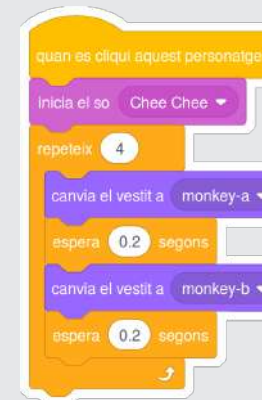 quan es cliqui aquest personatge
inicia el so Chee Chee
repeteix 4
canvia el vestit a monkey-a
espera 0.2 segons
canvia el vestit a monkey-b
espera 0.2 segons